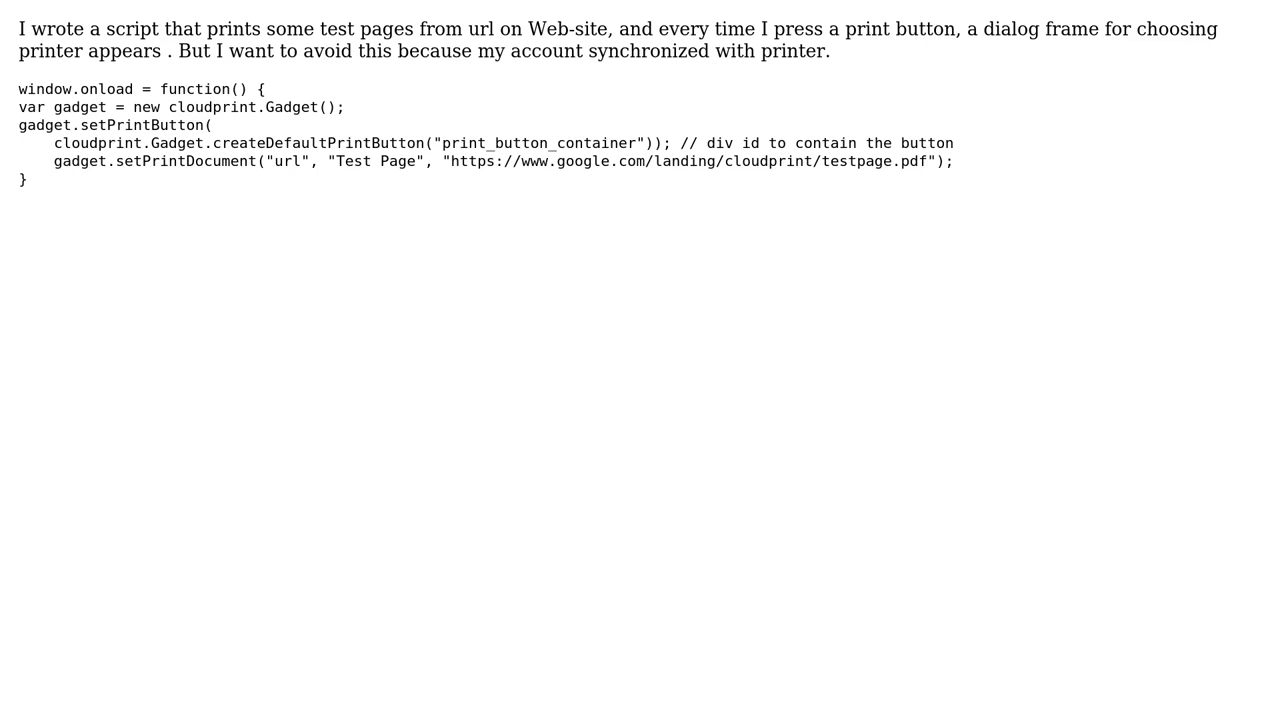 I wrote a script that prints some test pages from url on Web-site, and every time I press a print button, a dialog frame for choosing
printer appears . But I want to avoid this because my account synchronized with printer.
window.onload = function() {
var gadget = new cloudprint.Gadget();
gadget.setPrintButton(
    cloudprint.Gadget.createDefaultPrintButton("print_button_container")); // div id to contain the button
    gadget.setPrintDocument("url", "Test Page", "https://www.google.com/landing/cloudprint/testpage.pdf");
}